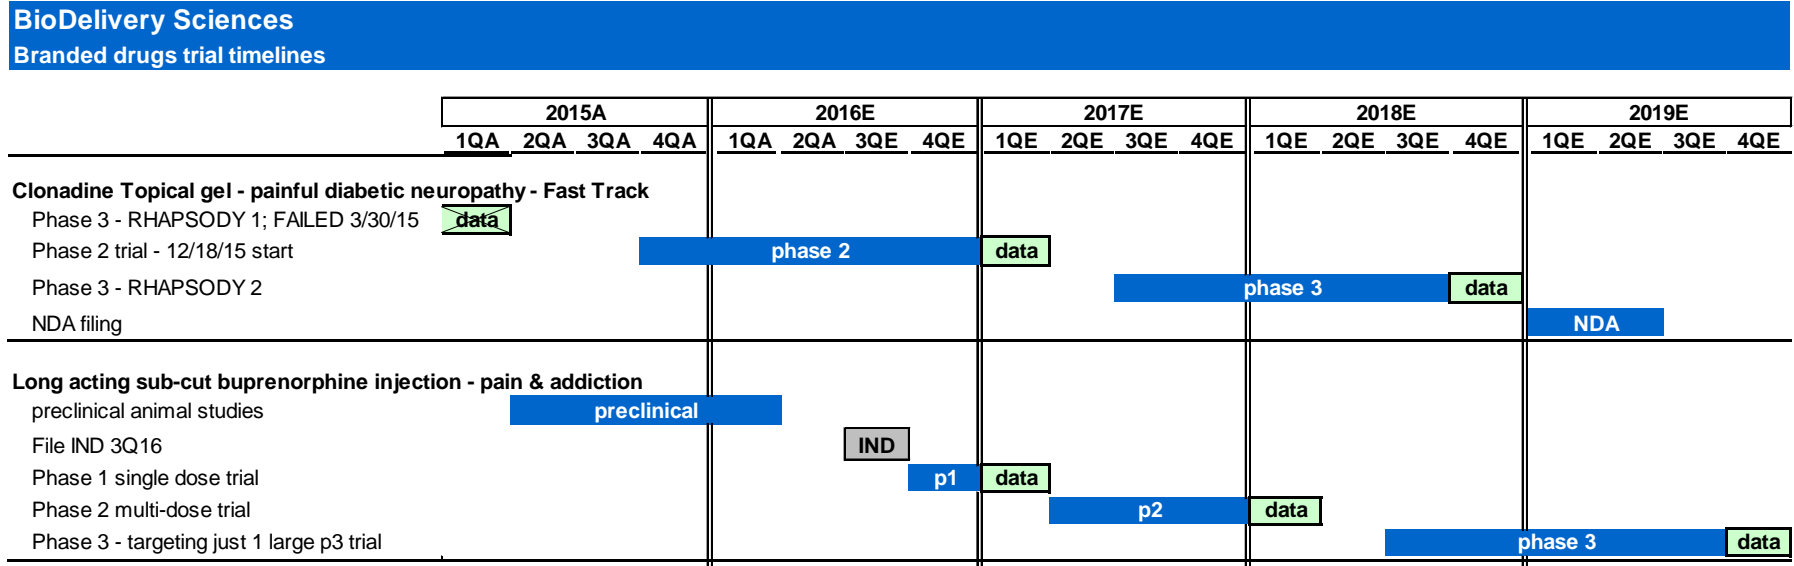 BioDelivery Sciences
Branded drugs trial timelines
2015A 2016E 2017E 2018E 2019E
1QA 2QA 3QA 4QA 1QA 2QA 3QE 4QE 1QE 2QE 3QE 4QE 1QE 2QE 3QE 4QE 1QE 2QE 3QE 4QE
Clonadine Topical gel - painful diabetic neuropathy - Fast Track
Phase 3 - RHAPSODY 1; FAILED 3/30/15 data
Phase 2 trial - 12/18/15 start phase 2 data
Phase 3 - RHAPSODY 2 phase 3 data
NDA filing NDA
Long acting sub-cut buprenorphine injection - pain & addiction
preclinical animal studies preclinical
File IND 3Q16 IND
Phase 1 single dose trial p1 data
Phase 2 multi-dose trial p2 data
Phase 3 - targeting just 1 large p3 trial phase 3 data